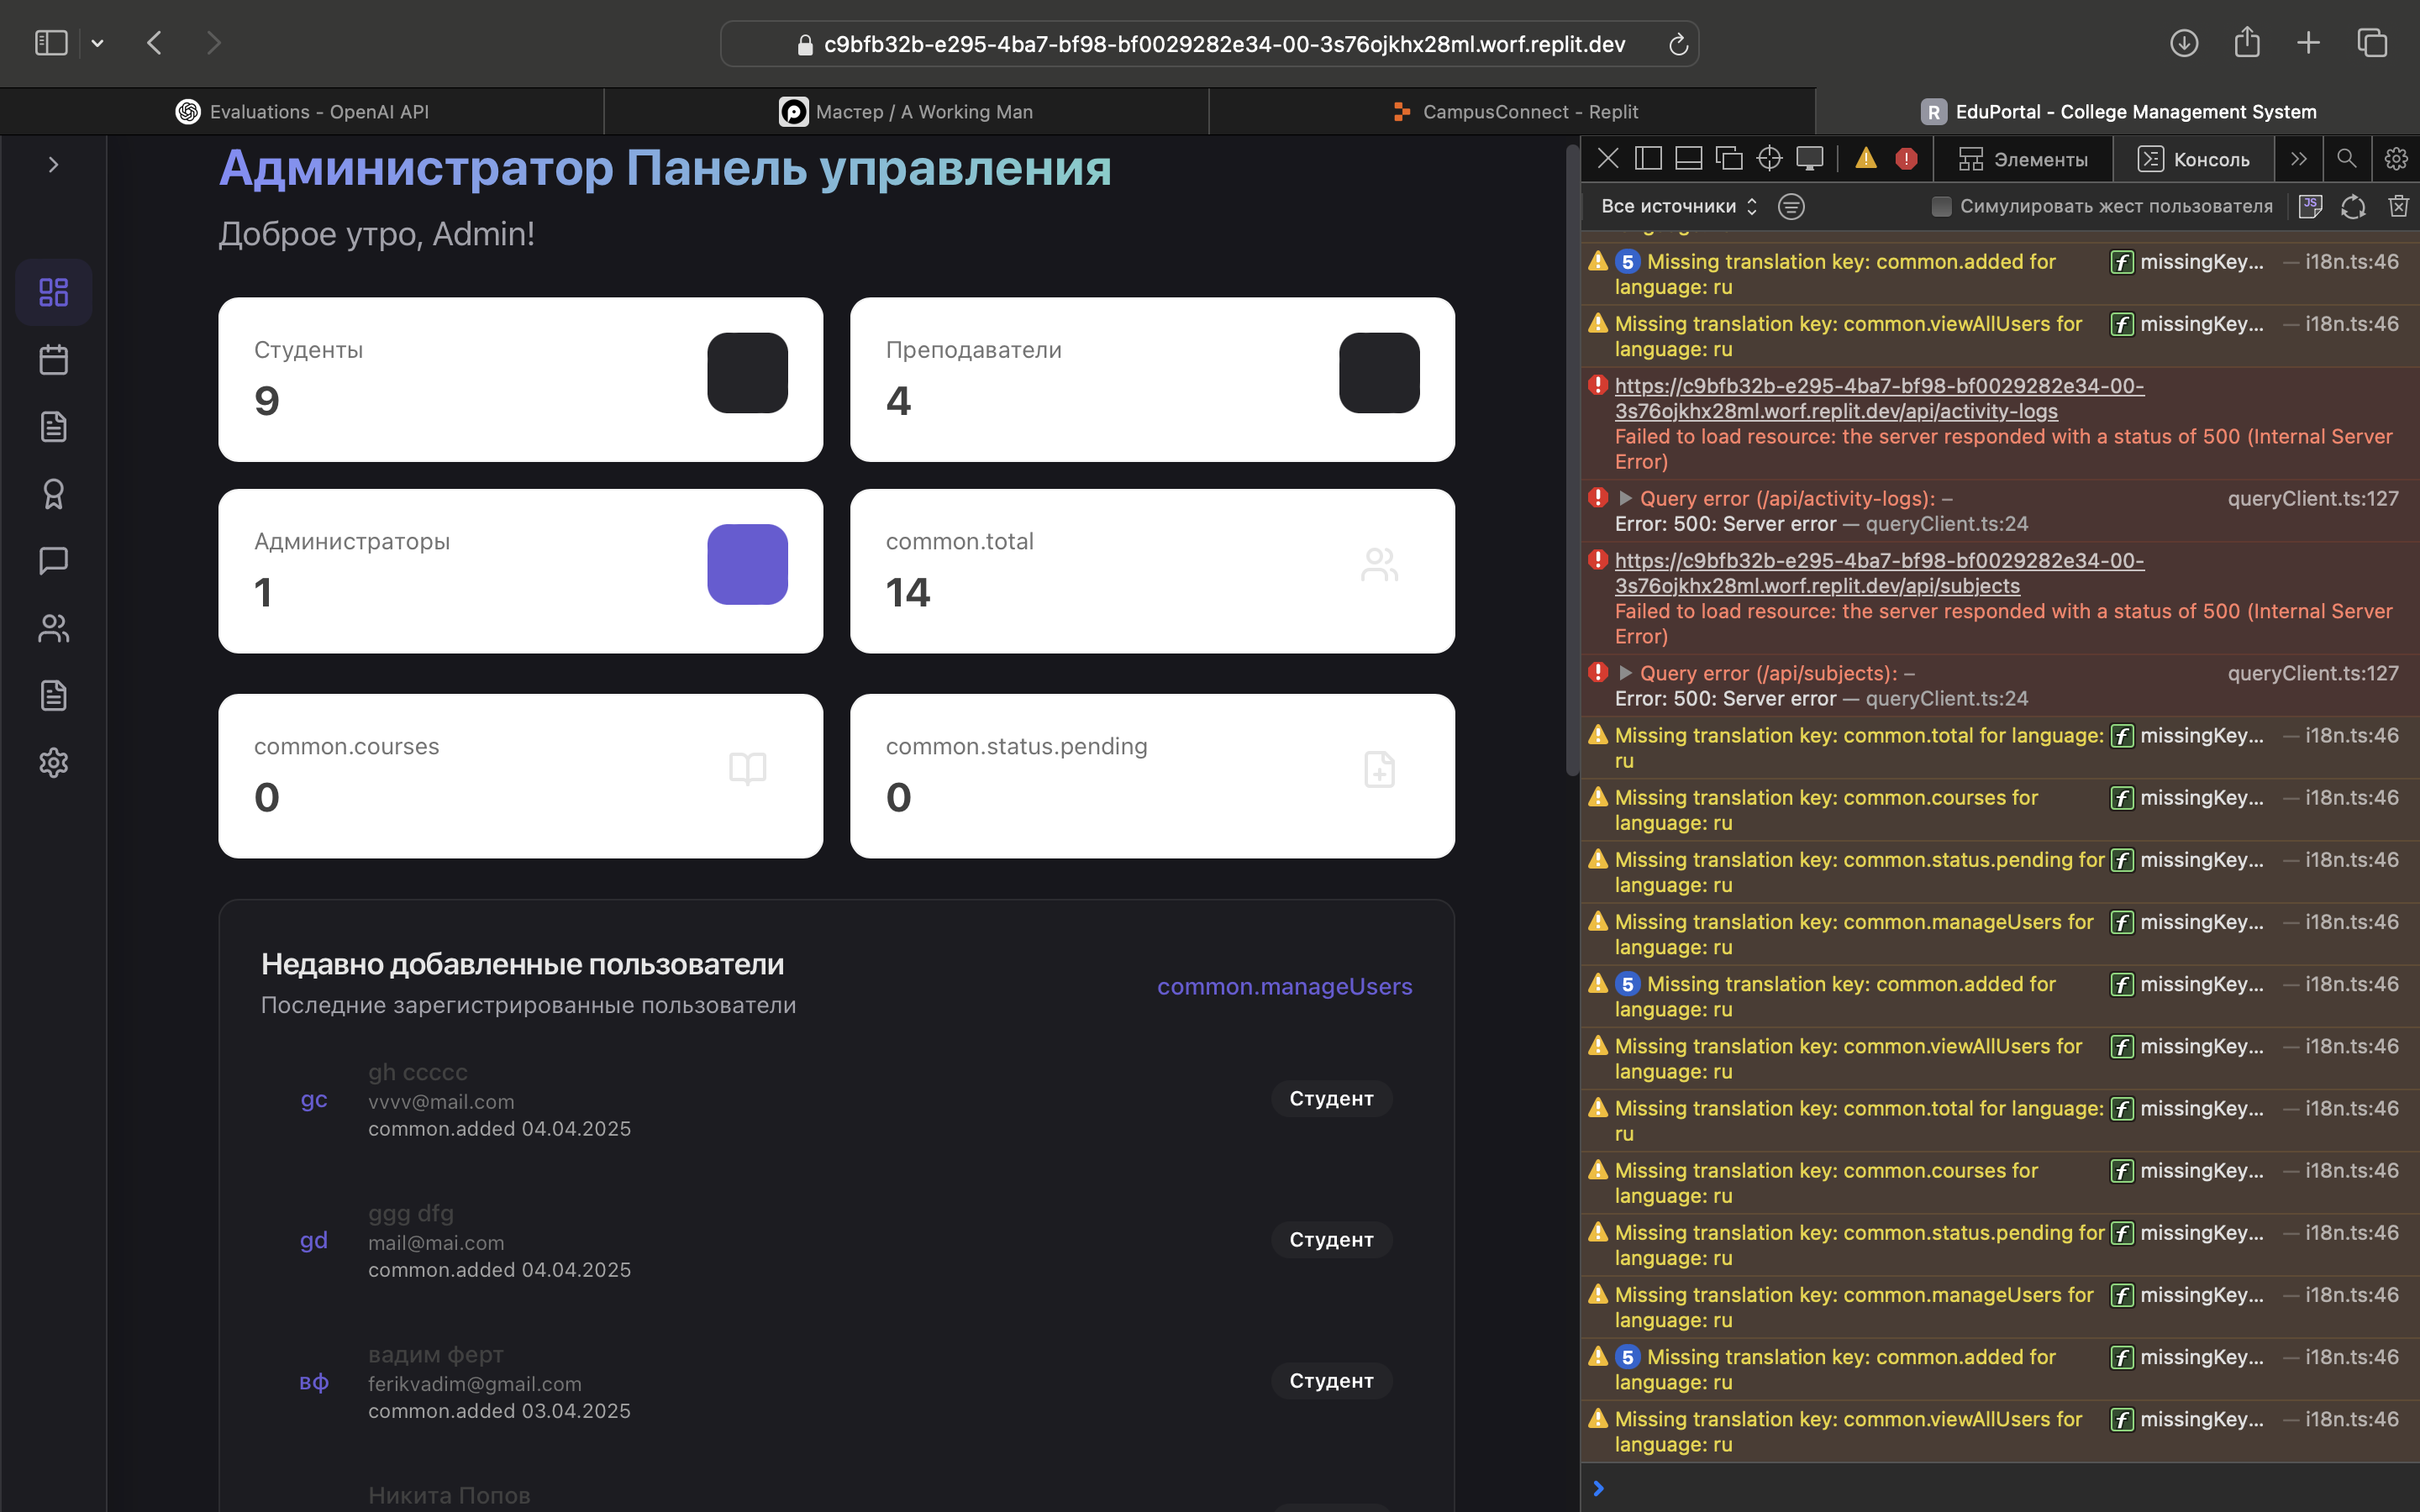 c9bfb32b-e295-4ba7-bf98-bf0029282e34-00-3s76ojkhx28ml.worf.replit.dev
Evaluations - OpenAI API
Мастер / A Working Man
CampusConnect - Replit
R EduPortal - College Management System
Администратор Панель управления
Доброе утро, Admin!
Студенты
9
Преподаватели
4
Администраторы
1
common.total
14
common.courses
0
common.status.pending
0
Недавно добавленные пользователи
Последние зарегистрированные пользователи
common.manageUsers
gc
gh ccccc
vvvv@mail.com
common.added 04.04.2025
Студент
gd
ggg dfg
mail@mai.com
common.added 04.04.2025
Студент
вф
вадим ферт
ferikvadim@gmail.com
common.added 03.04.2025
Студент
Никита Попов
Элементы
Консоль
Все источники
Симулировать жест пользователя
JS
5 Missing translation key: common.added for f missingKey... — i18n.ts:46
language: ru
Missing translation key: common.viewAllUsers for f missingKey... — i18n.ts:46
language: ru
https://c9bfb32b-e295-4ba7-bf98-bf0029282e34-00-
3s76ojkhx28ml.worf.replit.dev/api/activity-logs
Failed to load resource: the server responded with a status of 500 (Internal Server
Error)
Query error (/api/activity-logs): – queryClient.ts:127
Error: 500: Server error — queryClient.ts:24
https://c9bfb32b-e295-4ba7-bf98-bf0029282e34-00-
3s76ojkhx28ml.worf.replit.dev/api/subjects
Failed to load resource: the server responded with a status of 500 (Internal Server
Error)
Query error (/api/subjects): – queryClient.ts:127
Error: 500: Server error — queryClient.ts:24
Missing translation key: common.total for language: f missingKey... — i18n.ts:46
ru
Missing translation key: common.courses for f missingKey... — i18n.ts:46
language: ru
Missing translation key: common.status.pending for f missingKey... — i18n.ts:46
language: ru
Missing translation key: common.manageUsers for f missingKey... — i18n.ts:46
language: ru
5 Missing translation key: common.added for f missingKey... — i18n.ts:46
language: ru
Missing translation key: common.viewAllUsers for f missingKey... — i18n.ts:46
language: ru
Missing translation key: common.total for language: f missingKey... — i18n.ts:46
ru
Missing translation key: common.courses for f missingKey... — i18n.ts:46
language: ru
Missing translation key: common.status.pending for f missingKey... — i18n.ts:46
language: ru
Missing translation key: common.manageUsers for f missingKey... — i18n.ts:46
language: ru
5 Missing translation key: common.added for f missingKey... — i18n.ts:46
language: ru
Missing translation key: common.viewAllUsers for f missingKey... — i18n.ts:46
language: ru